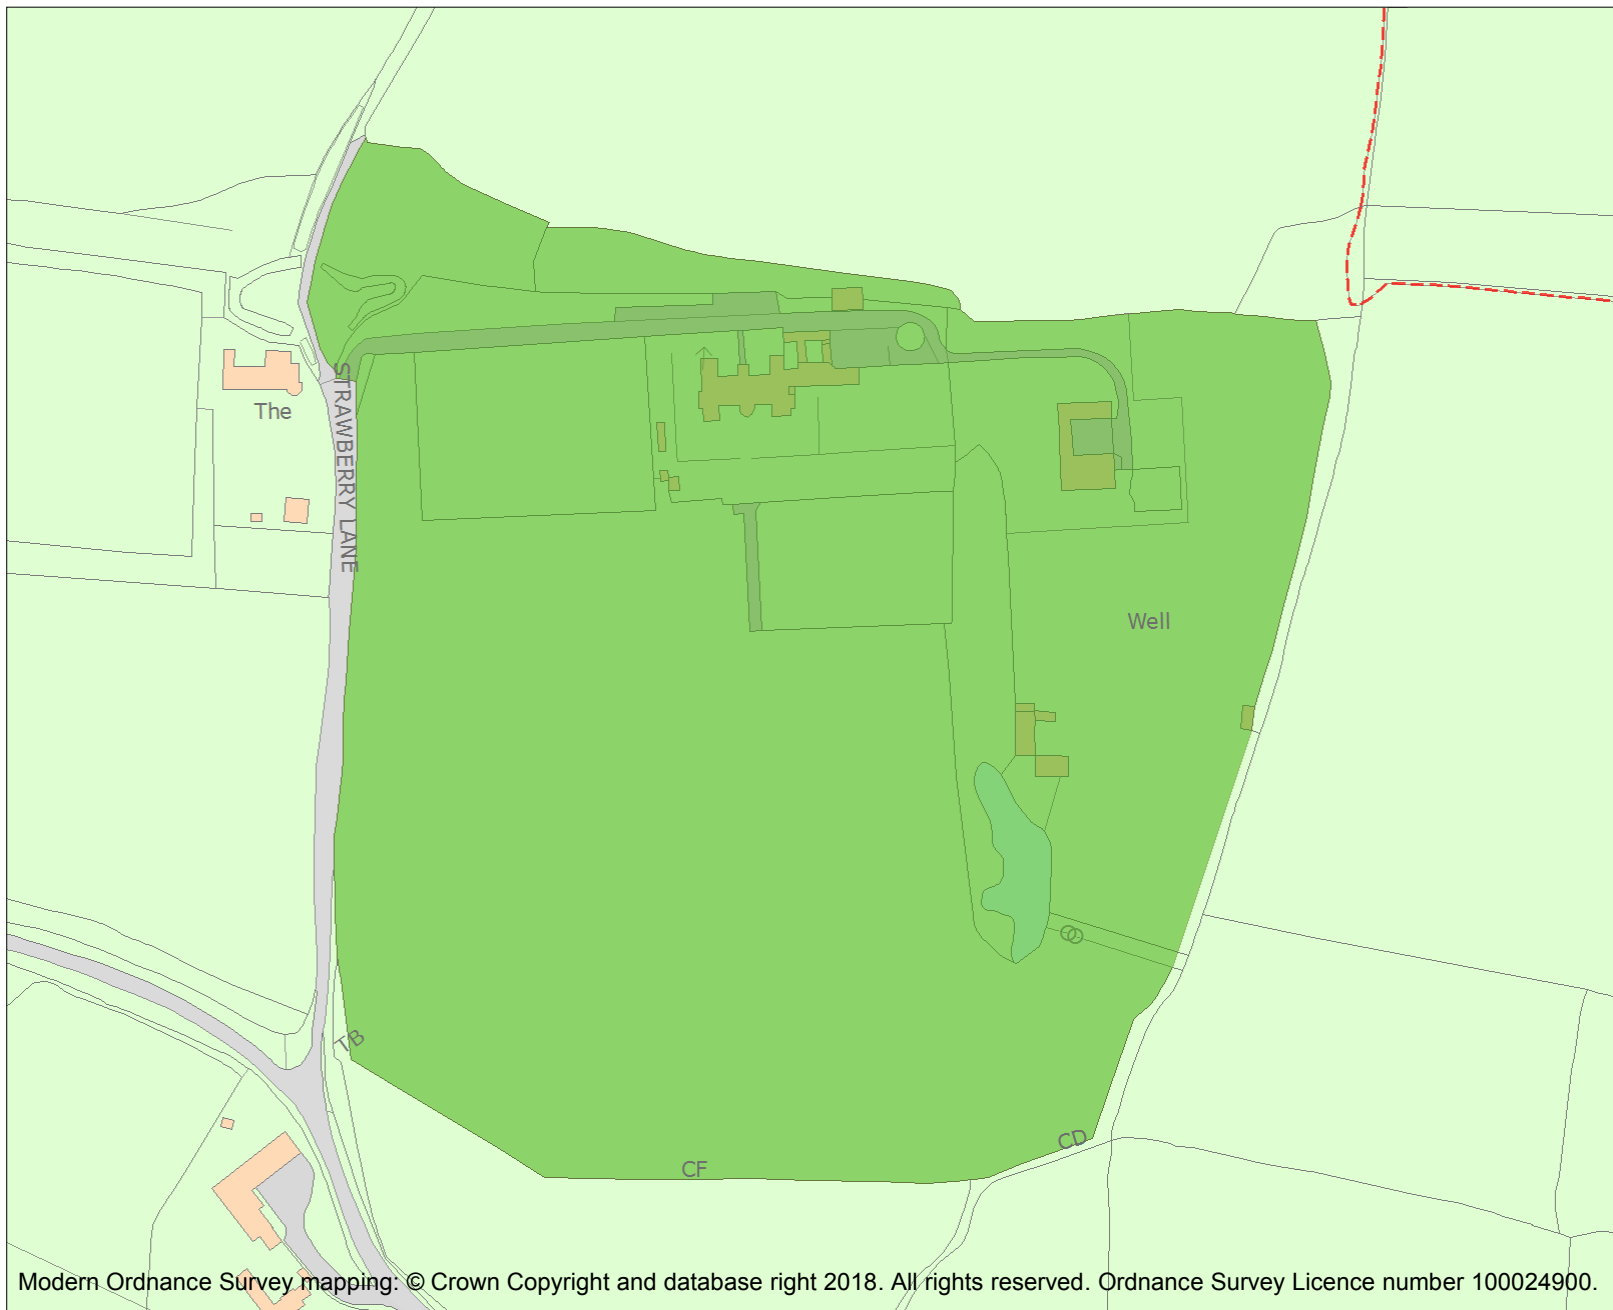 The
STRAWBERRY LANE
Well
TB
CD
CF
Modern Ordnance Survey mapping: © Crown Copyright and database right 2018. All rights reserved. Ordnance Survey Licence number 100024900.